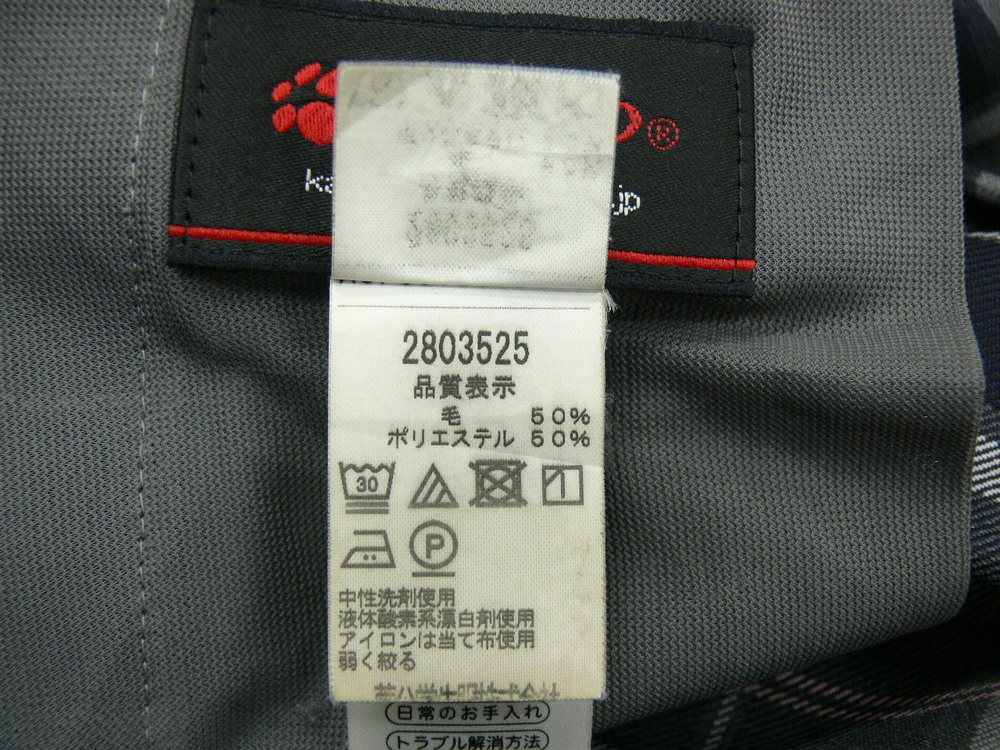 ®
2803525
品質表示
毛 50%
ポリエステル 50%
30
P
中性洗剤使用
液体酸素系漂白剤使用
アイロンは当て布使用
弱く絞る
日常のお手入れ
トラブル解消方法